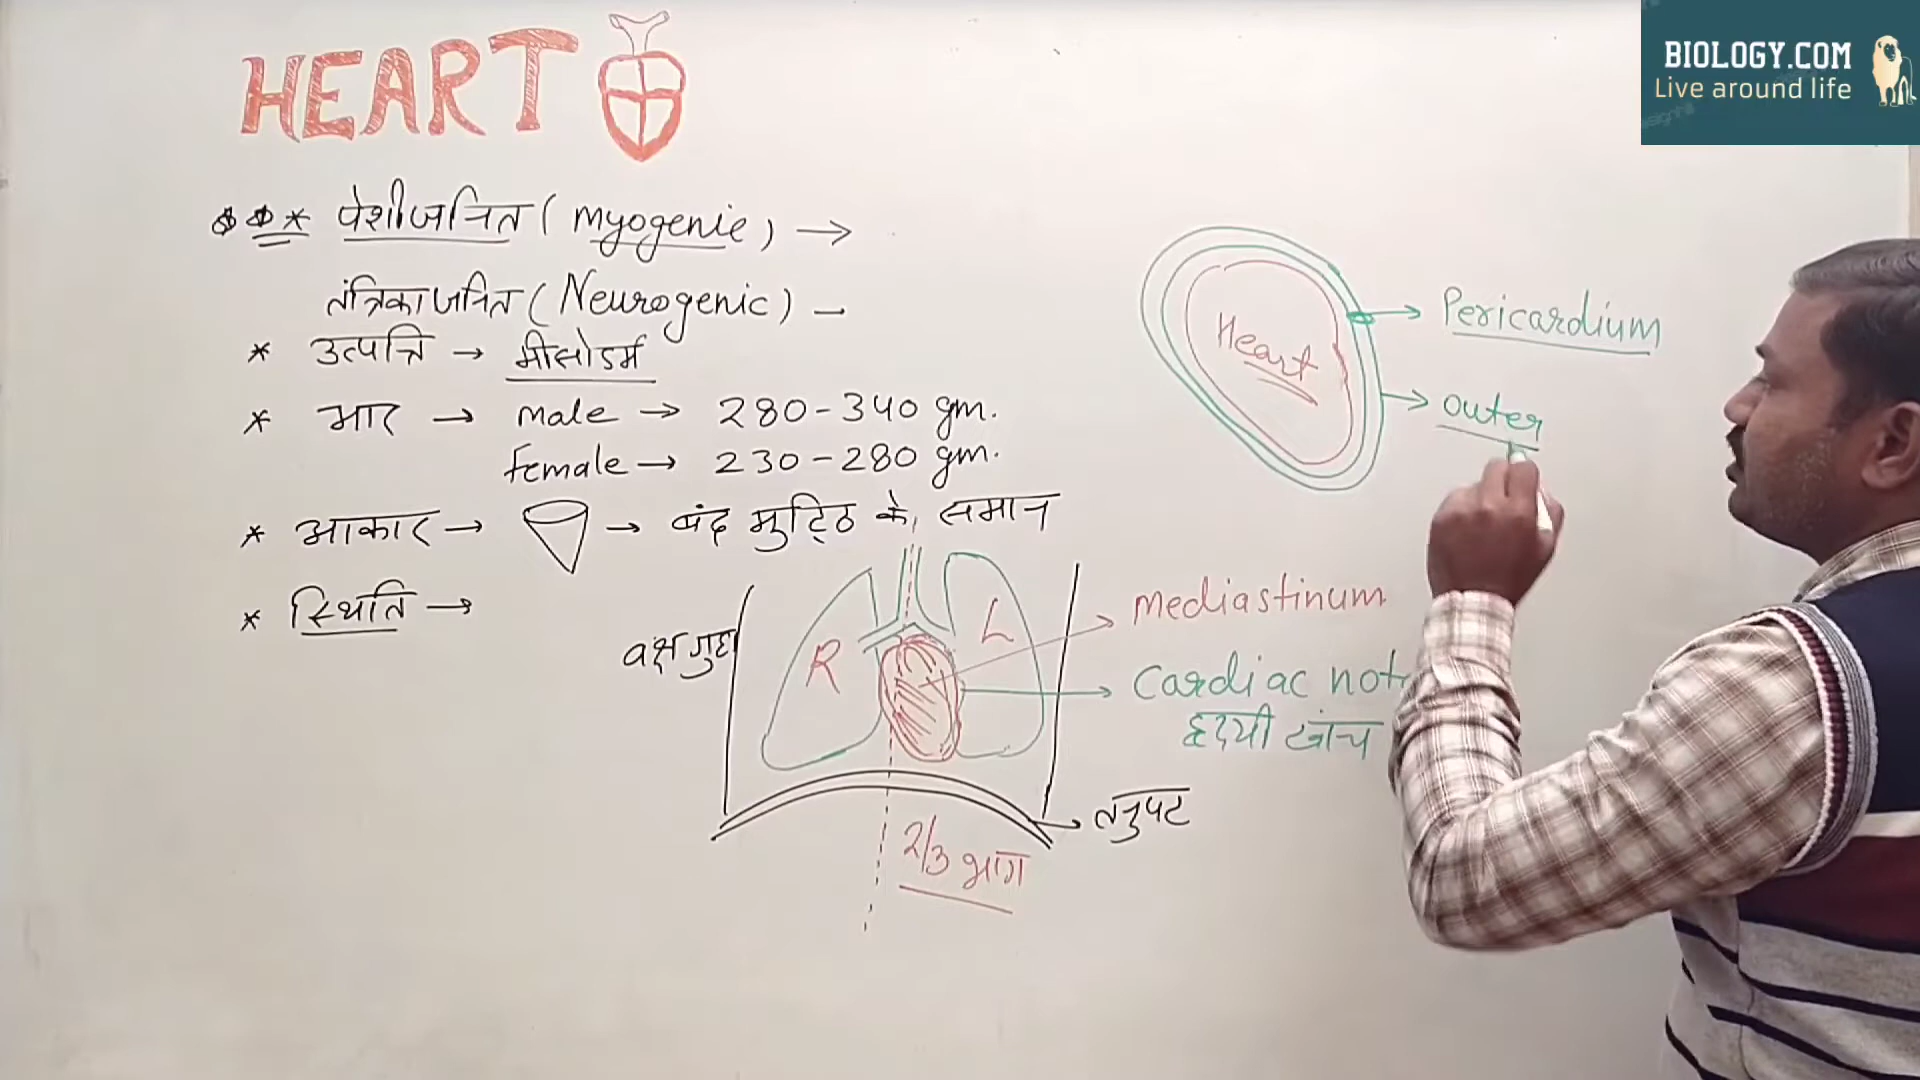 HEART
BIOLOGY.COM
Live around life
* पेशीजनित (myogenic) →
तंत्रिकाजनित (Neurogenic) –
* उत्पत्ति → मीसोडर्म
* भार → male → 280-340 gm.
female → 230-280 gm.
* आकार → → बंद मुट्ठि के समान
* स्थिति →
वक्ष गुहा
R
L
mediastinum
Cardiac
हृदयी खांच
तनुपट
2/3 भाग
Heart
Pericardium
outer